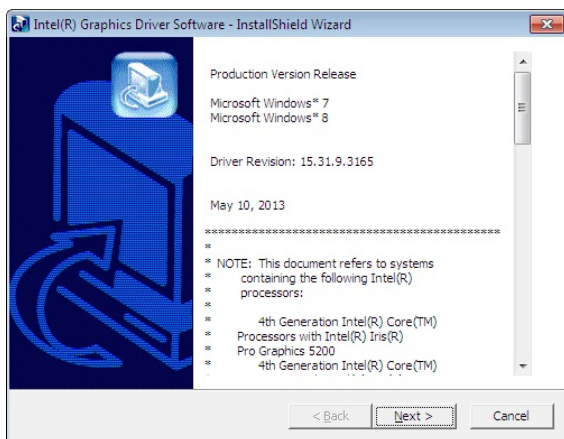 Intel(R) Graphics Driver Software - InstallShield Wizard
Production Version Release
Microsoft Windows* 7
Microsoft Windows* 8
Driver Revision: 15.31.9.3165
May 10, 2013
********************************************
*
* NOTE: This document refers to systems
* containing the following Intel(R)
* processors:
*
* 4th Generation Intel(R) Core(TM)
* Processors with Intel(R) Iris(R)
* Pro Graphics 5200
* 4th Generation Intel(R) Core(TM)
< Back
Next >
Cancel